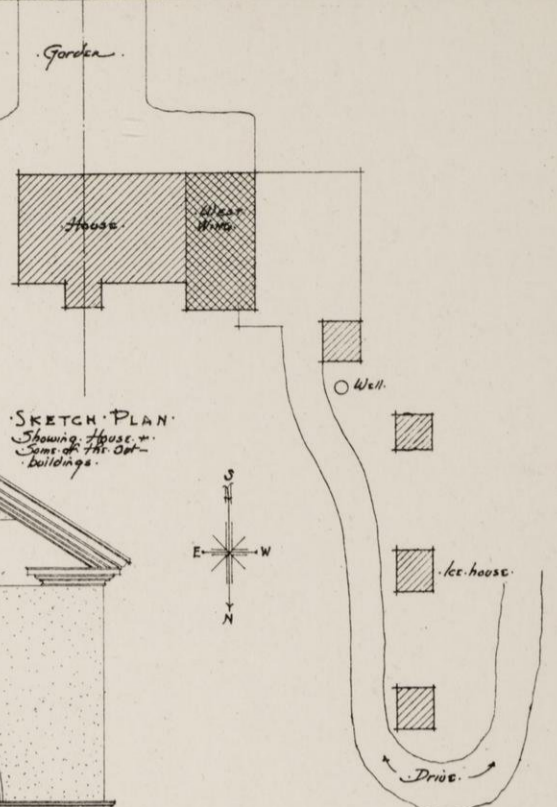 ·Garden·
·House·
·West
Wing·
·Well·
·SKETCH·PLAN·
·Showing·House·+·
·Some·of·the·Out-
·buildings·
S
E W
N
·Ice·house·
·Drive·